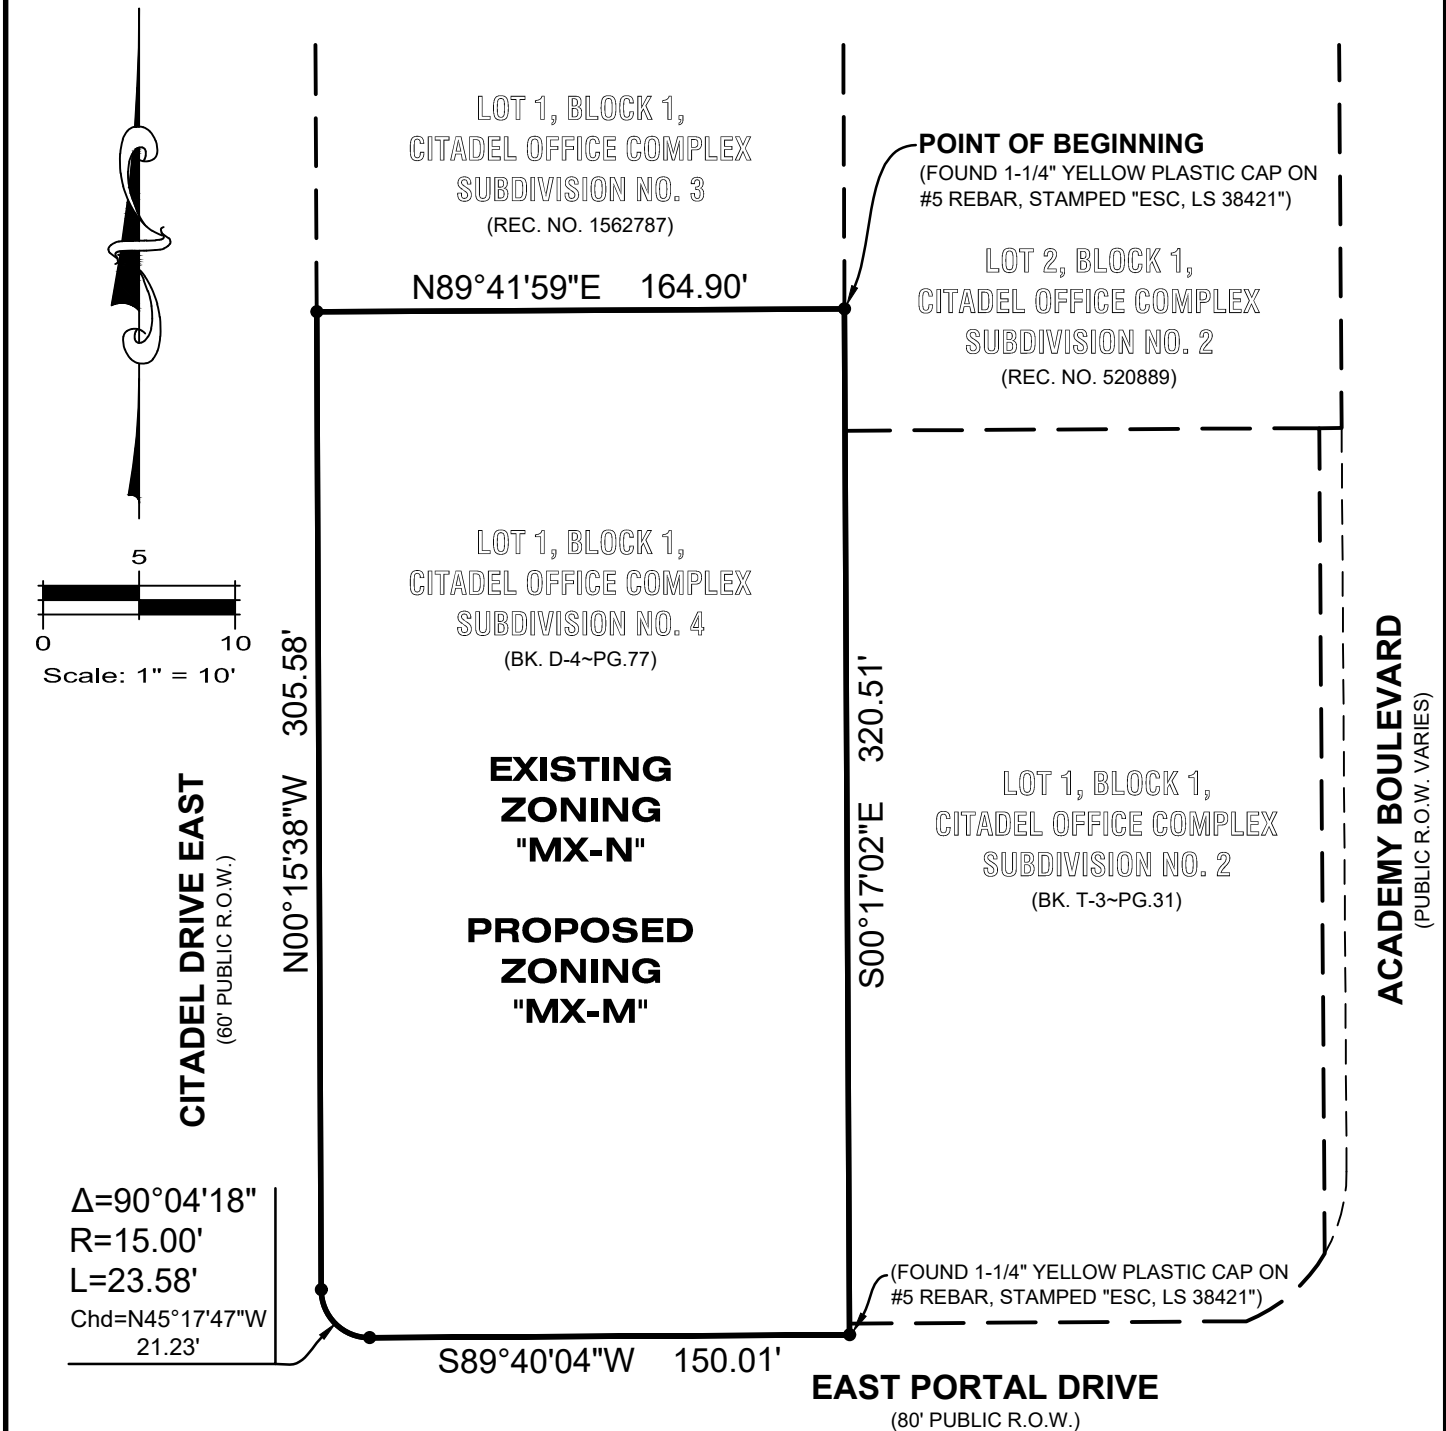 LOT 1, BLOCK 1,
CITADEL OFFICE COMPLEX
SUBDIVISION NO. 3
(REC. NO. 1562787)
POINT OF BEGINNING
(FOUND 1-1/4" YELLOW PLASTIC CAP ON
#5 REBAR, STAMPED "ESC, LS 38421")
N89°41'59"E 164.90'
LOT 2, BLOCK 1,
CITADEL OFFICE COMPLEX
SUBDIVISION NO. 2
(REC. NO. 520889)
5
0 10
Scale: 1" = 10'
LOT 1, BLOCK 1,
CITADEL OFFICE COMPLEX
SUBDIVISION NO. 4
(BK. D-4~PG.77)
N00°15'38"W 305.58'
S00°17'02"E 320.51'
EXISTING
ZONING
"MX-N"
PROPOSED
ZONING
"MX-M"
LOT 1, BLOCK 1,
CITADEL OFFICE COMPLEX
SUBDIVISION NO. 2
(BK. T-3~PG.31)
CITADEL DRIVE EAST
(60' PUBLIC R.O.W.)
ACADEMY BOULEVARD
(PUBLIC R.O.W. VARIES)
Δ=90°04'18"
R=15.00'
L=23.58'
Chd=N45°17'47"W
21.23'
(FOUND 1-1/4" YELLOW PLASTIC CAP ON
#5 REBAR, STAMPED "ESC, LS 38421")
S89°40'04"W 150.01'
EAST PORTAL DRIVE
(80' PUBLIC R.O.W.)